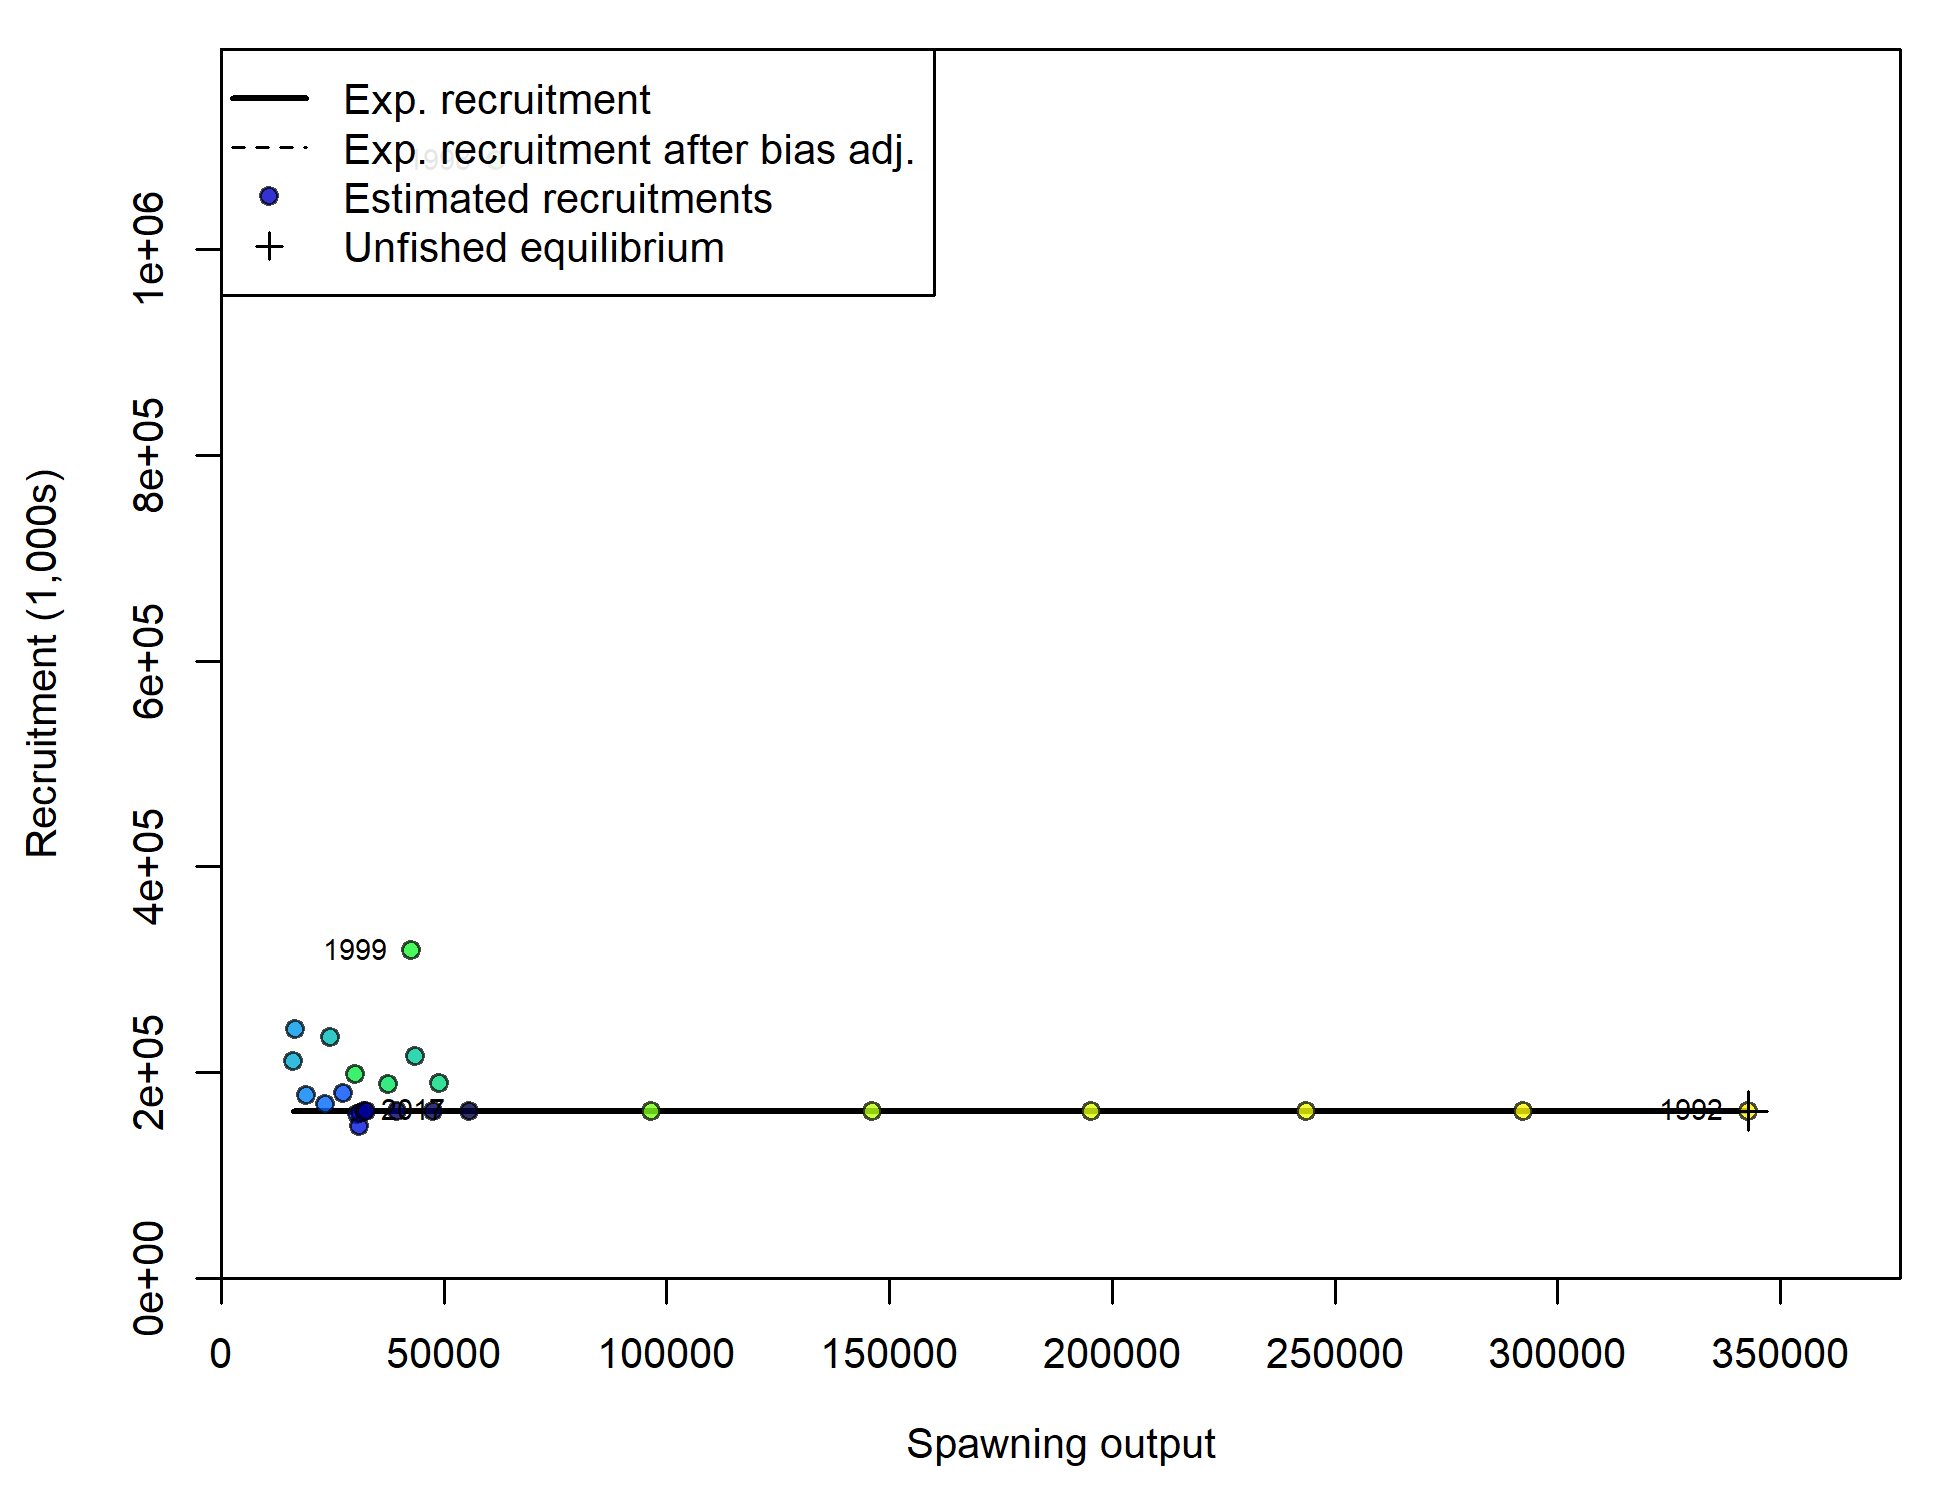 Exp. recruitment
Exp. recruitment after bias adj.
Estimated recruitments
Unfished equilibrium
1e+06
8e+05
6e+05
4e+05
2e+05
0e+00
Recruitment (1,000s)
1999
2017
1992
0 50000 100000 150000 200000 250000 300000 350000
Spawning output